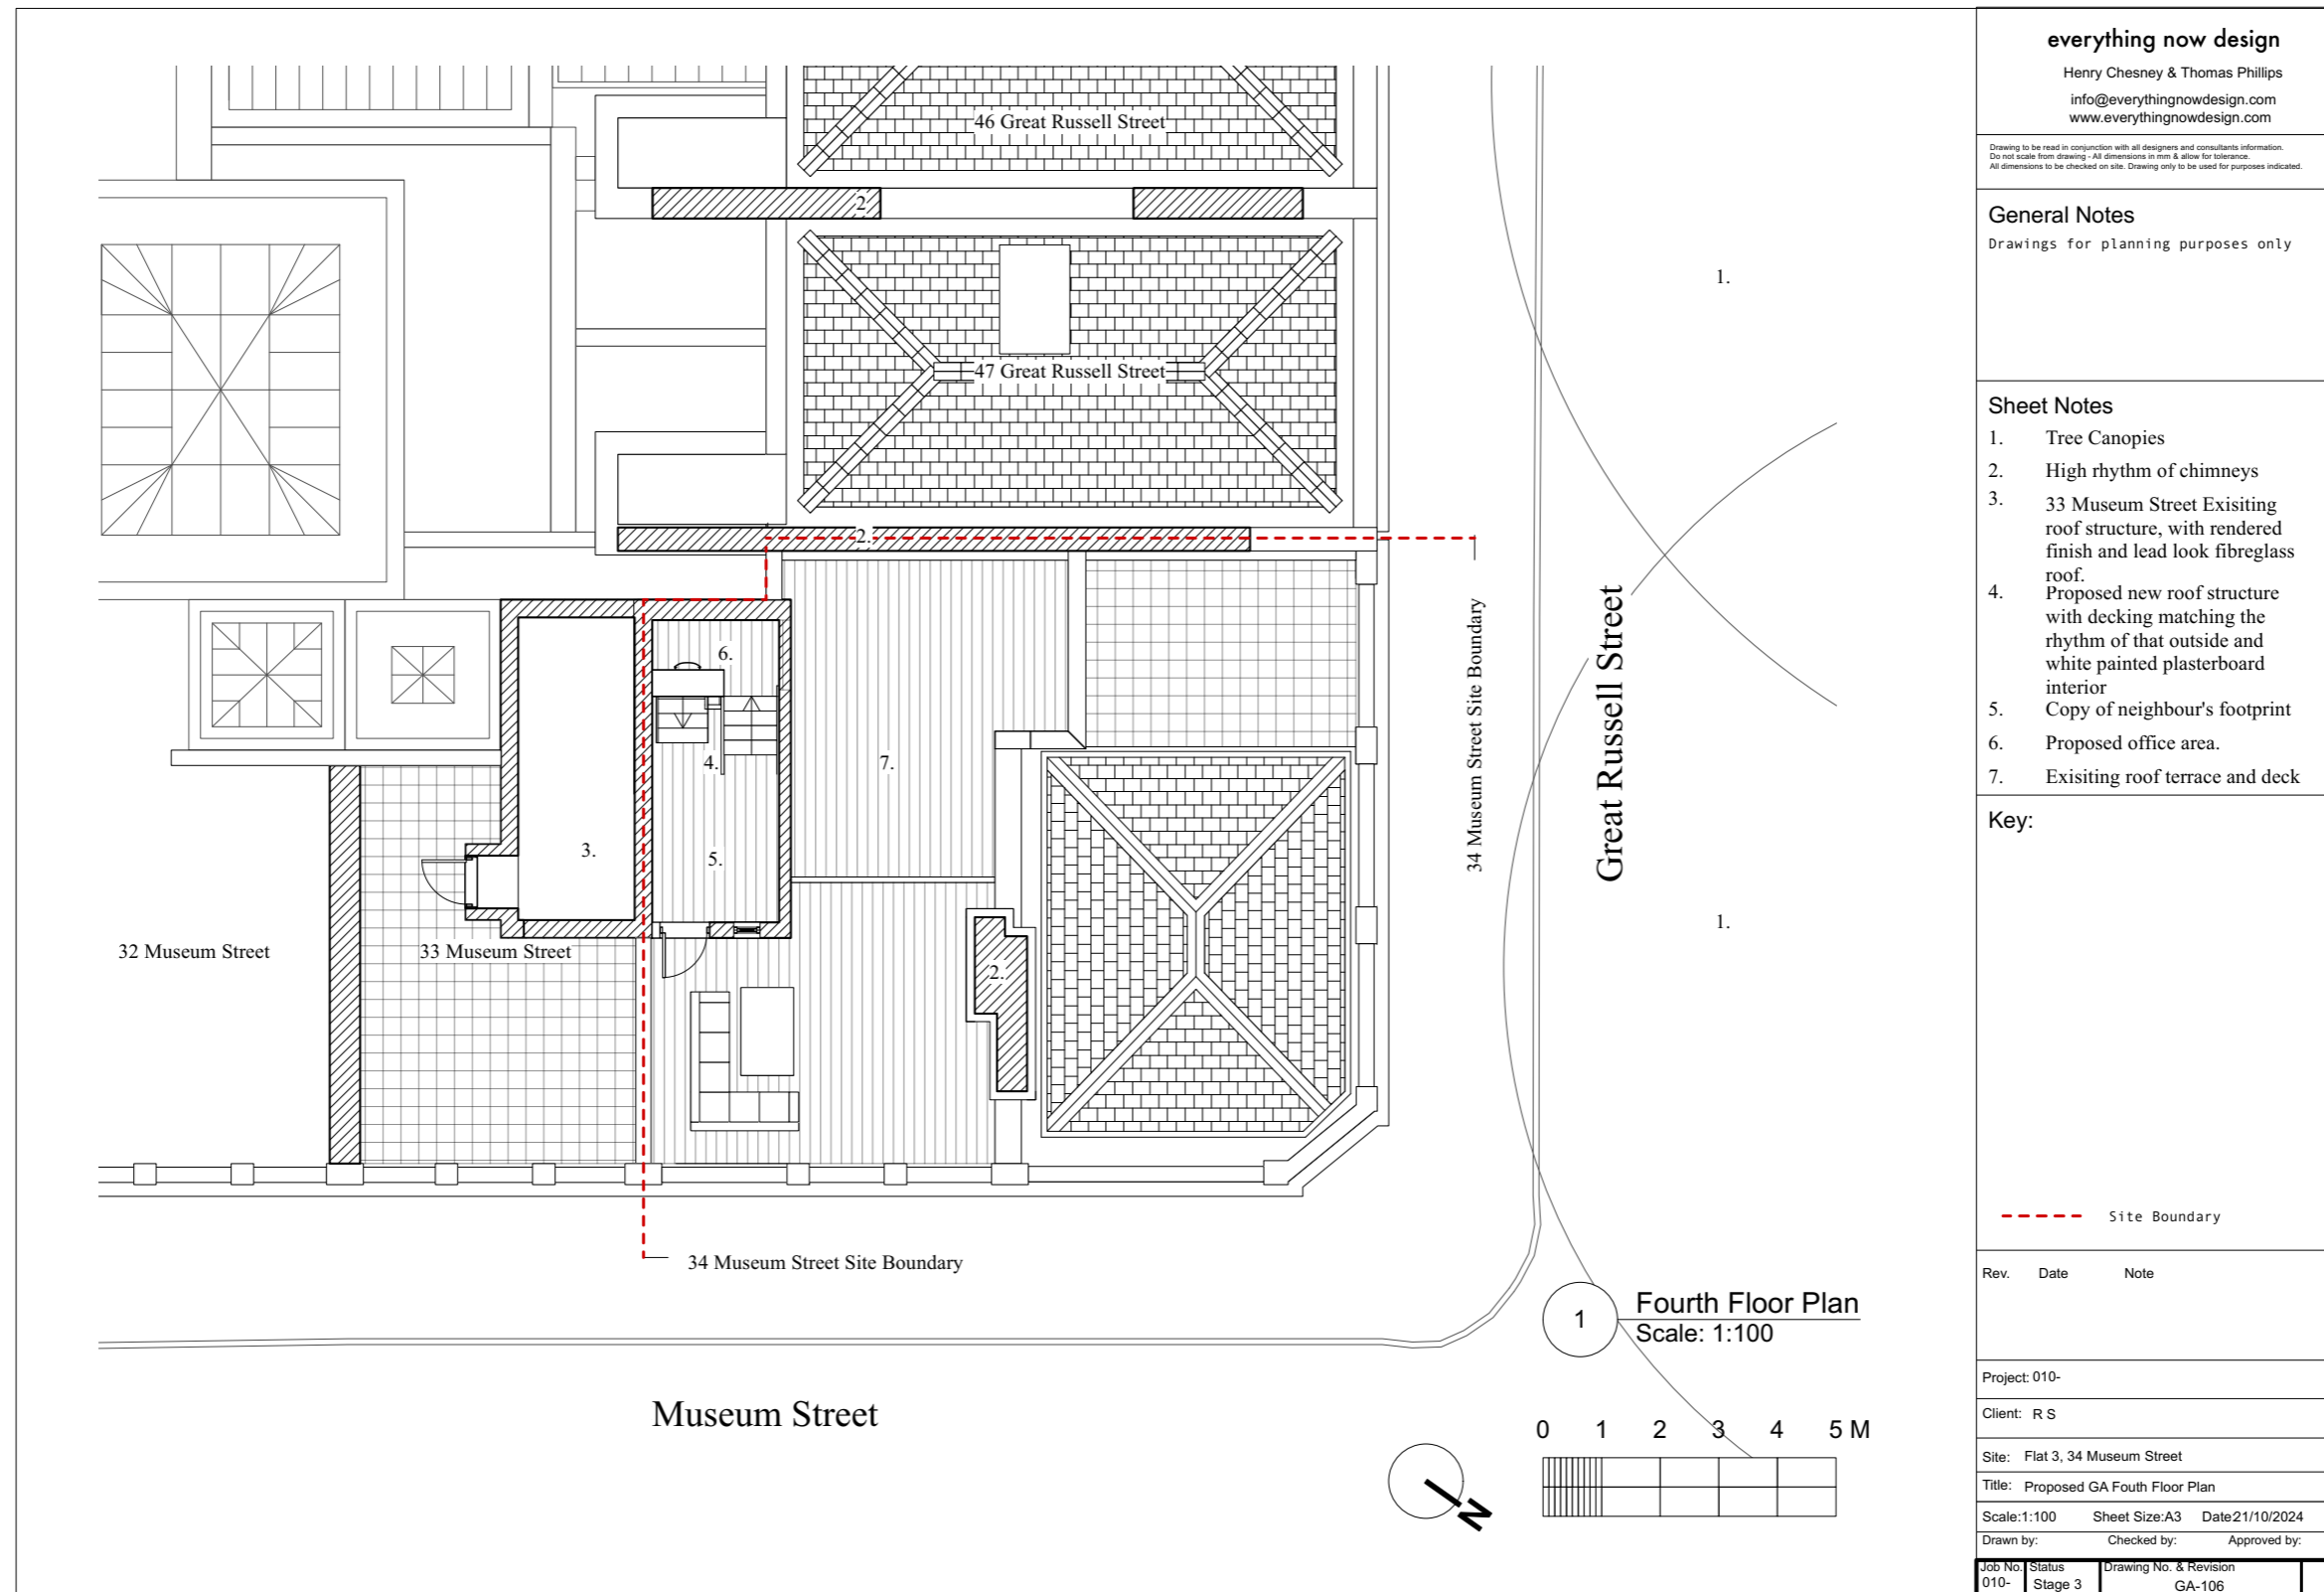 46 Great Russell Street
2.
1.
47 Great Russell Street
2.
6.
4.
7.
3.
5.
34 Museum Street Site Boundary
Great Russell Street
1.
32 Museum Street
33 Museum Street
2.
34 Museum Street Site Boundary
1
Fourth Floor Plan
Scale: 1:100
Museum Street
0 1 2 3 4 5 M
N
everything now design
Henry Chesney & Thomas Phillips
info@everythingnowdesign.com
www.everythingnowdesign.com
Drawing to be read in conjunction with all designers and consultants information.
Do not scale from drawing - All dimensions in mm & allow for tolerance.
All dimensions to be checked on site. Drawing only to be used for purposes indicated.
General Notes
Drawings for planning purposes only
Sheet Notes
1. Tree Canopies
2. High rhythm of chimneys
3. 33 Museum Street Exisiting
roof structure, with rendered
finish and lead look fibreglass
roof.
4. Proposed new roof structure
with decking matching the
rhythm of that outside and
white painted plasterboard
interior
5. Copy of neighbour's footprint
6. Proposed office area.
7. Exisiting roof terrace and deck
Key:
Site Boundary
Rev. Date Note
Project: 010-
Client: R S
Site: Flat 3, 34 Museum Street
Title: Proposed GA Fouth Floor Plan
Scale:1:100 Sheet Size:A3 Date:21/10/2024
Drawn by: Checked by: Approved by:
Job No. Status Drawing No. & Revision
010- Stage 3 GA-106